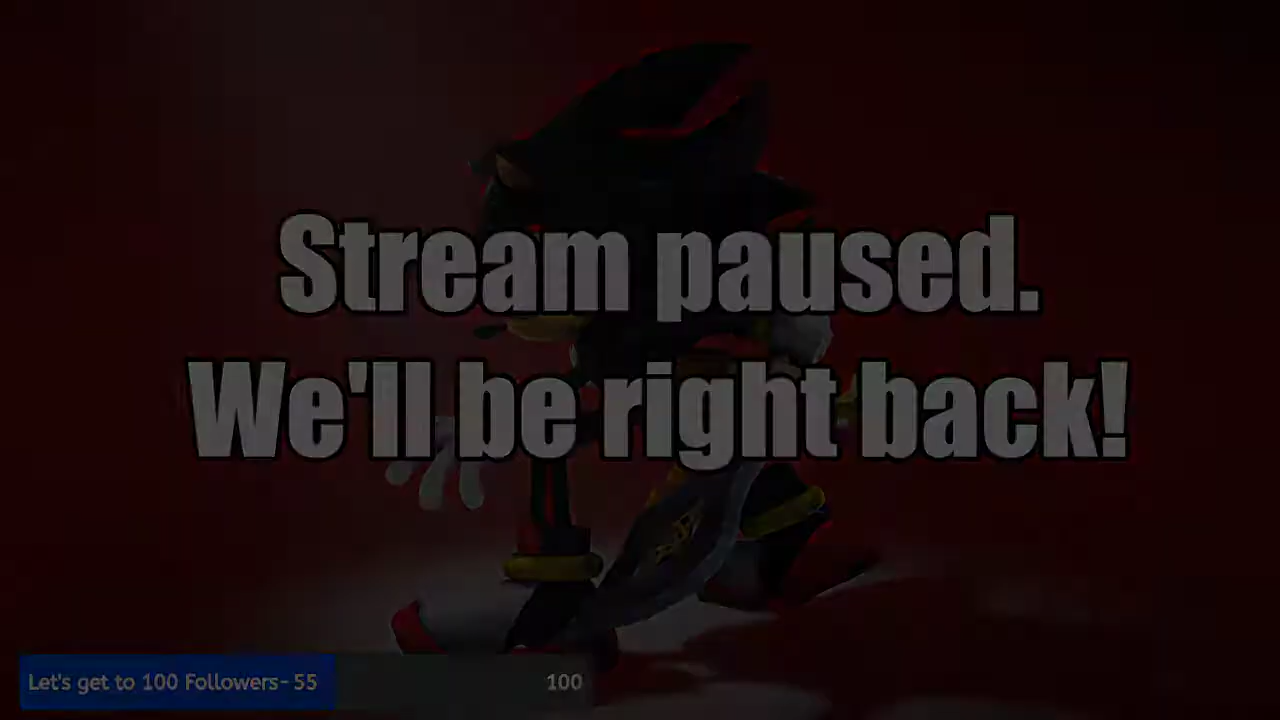 Stream paused.
We'll be right back!
Let's get to 100 Followers- 55 100